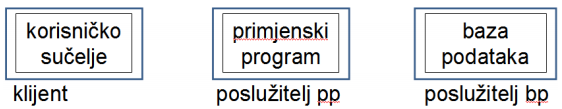 korisničko
sučelje
primjenski
program
baza
podataka
klijent
poslužitelj pp
poslužitelj bp